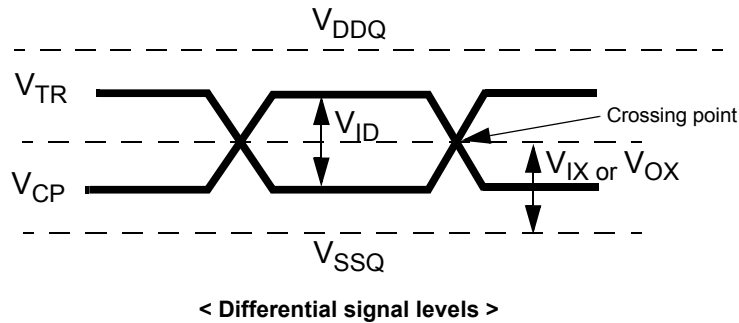 VDDQ
VTR
Crossing point
VID
VIX or VOX
VCP
VSSQ
< Differential signal levels >